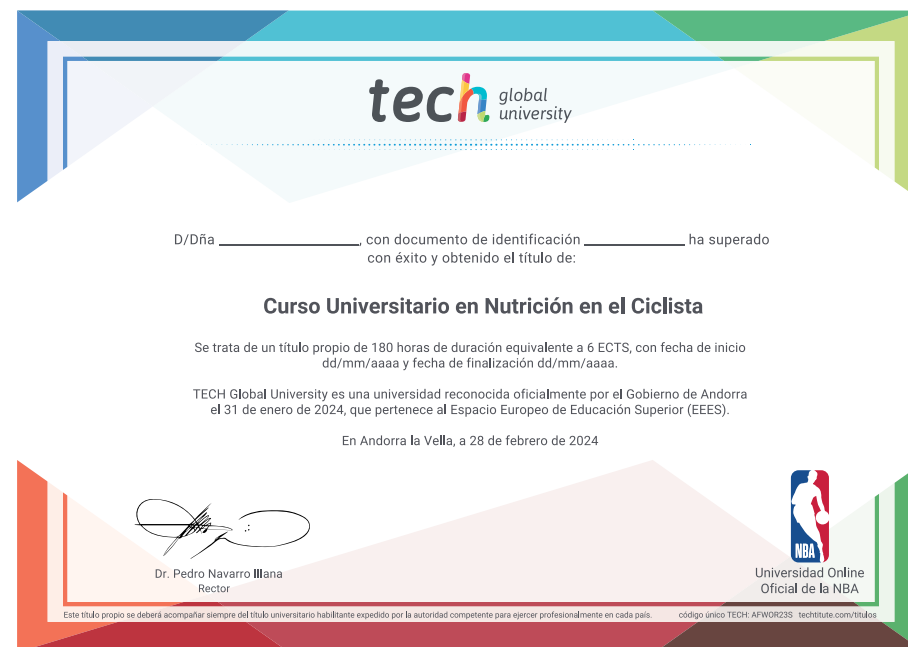 tech global university
D/Dña ____________________, con documento de identificación ______________ ha superado
con éxito y obtenido el título de:
Curso Universitario en Nutrición en el Ciclista
Se trata de un título propio de 180 horas de duración equivalente a 6 ECTS, con fecha de inicio
dd/mm/aaaa y fecha de finalización dd/mm/aaaa.
TECH Global University es una universidad reconocida oficialmente por el Gobierno de Andorra
el 31 de enero de 2024, que pertenece al Espacio Europeo de Educación Superior (EEES).
En Andorra la Vella, a 28 de febrero de 2024
NBA
Dr. Pedro Navarro Illana
Rector
Universidad Online
Oficial de la NBA
Este título propio se deberá acompañar siempre del título universitario habilitante expedido por la autoridad competente para ejercer profesionalmente en cada país. código único TECH: AFWOR23S techtitute.com/titulos